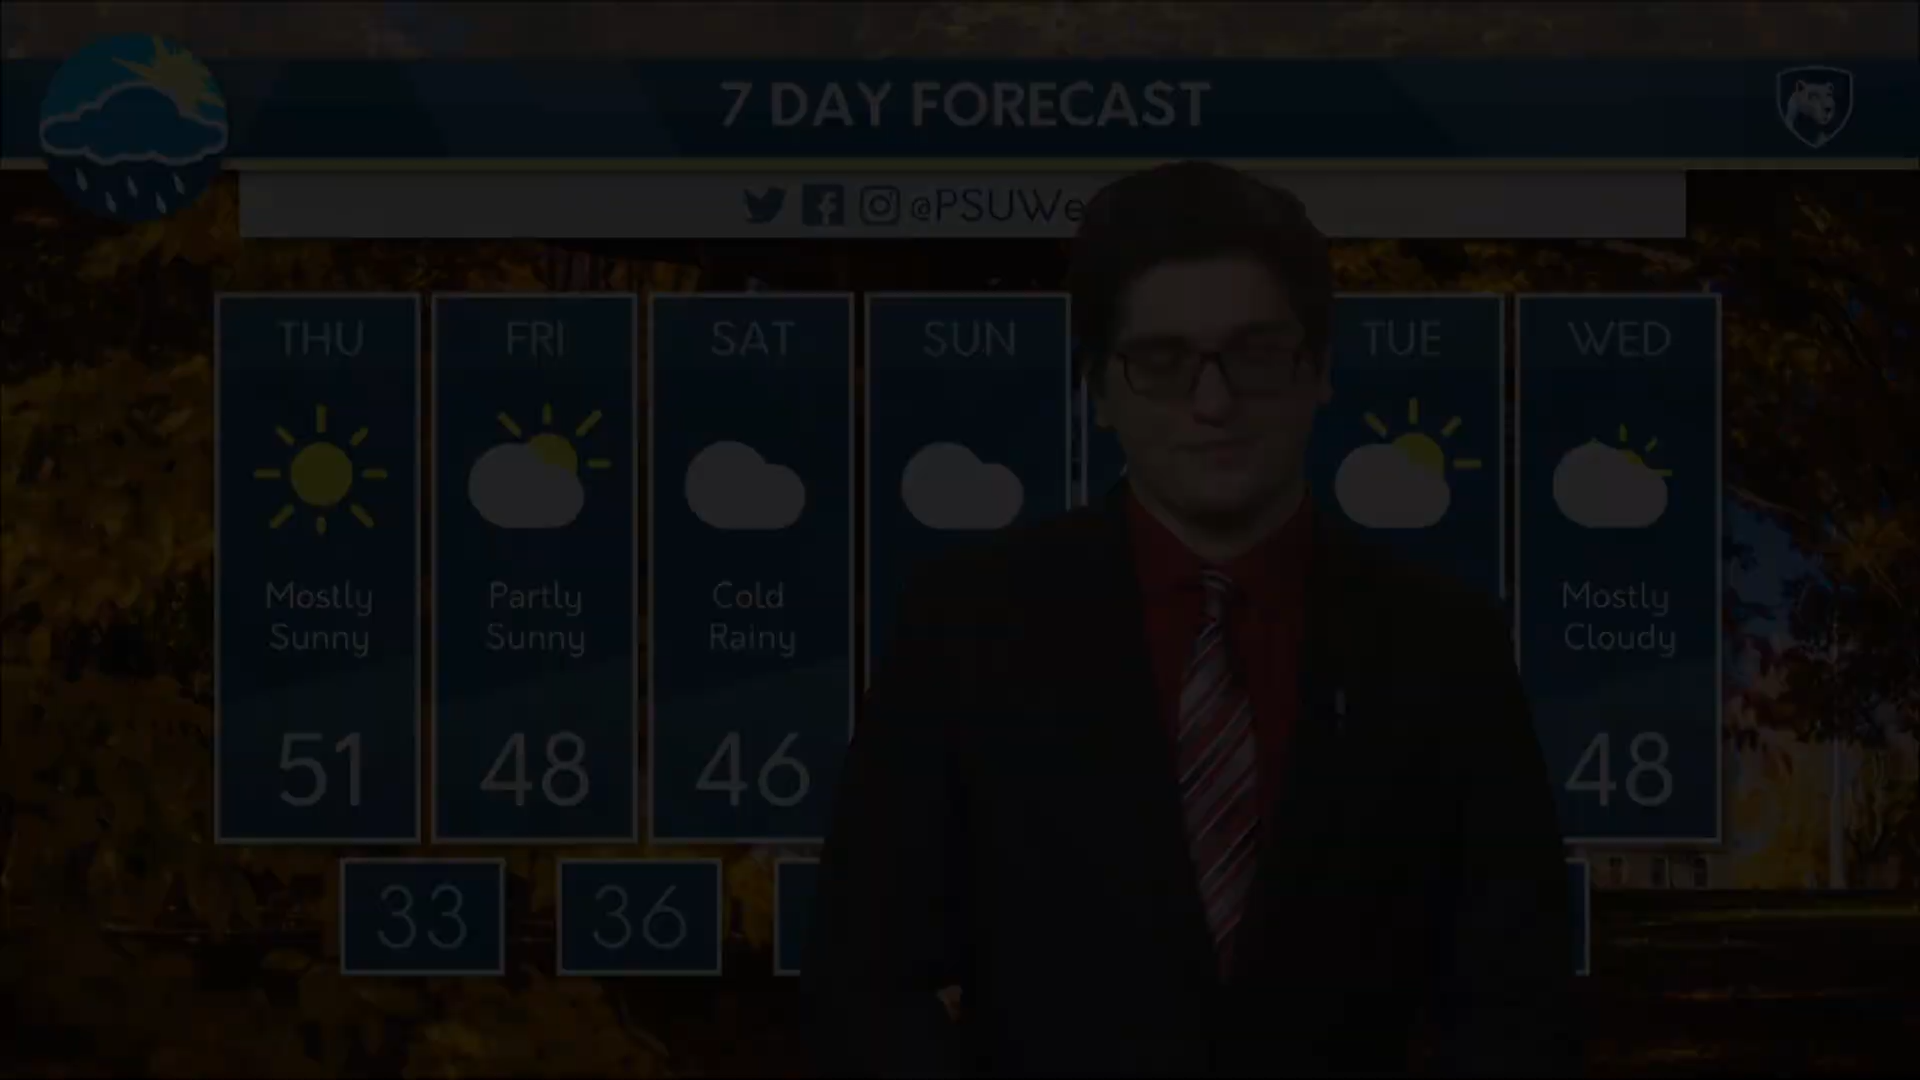 7 DAY FORECAST
@PSUWe
THU
FRI
SAT
SUN
TUE
WED
Mostly
Sunny
Partly
Sunny
Cold
Rainy
Mostly
Cloudy
51
48
46
48
33
36